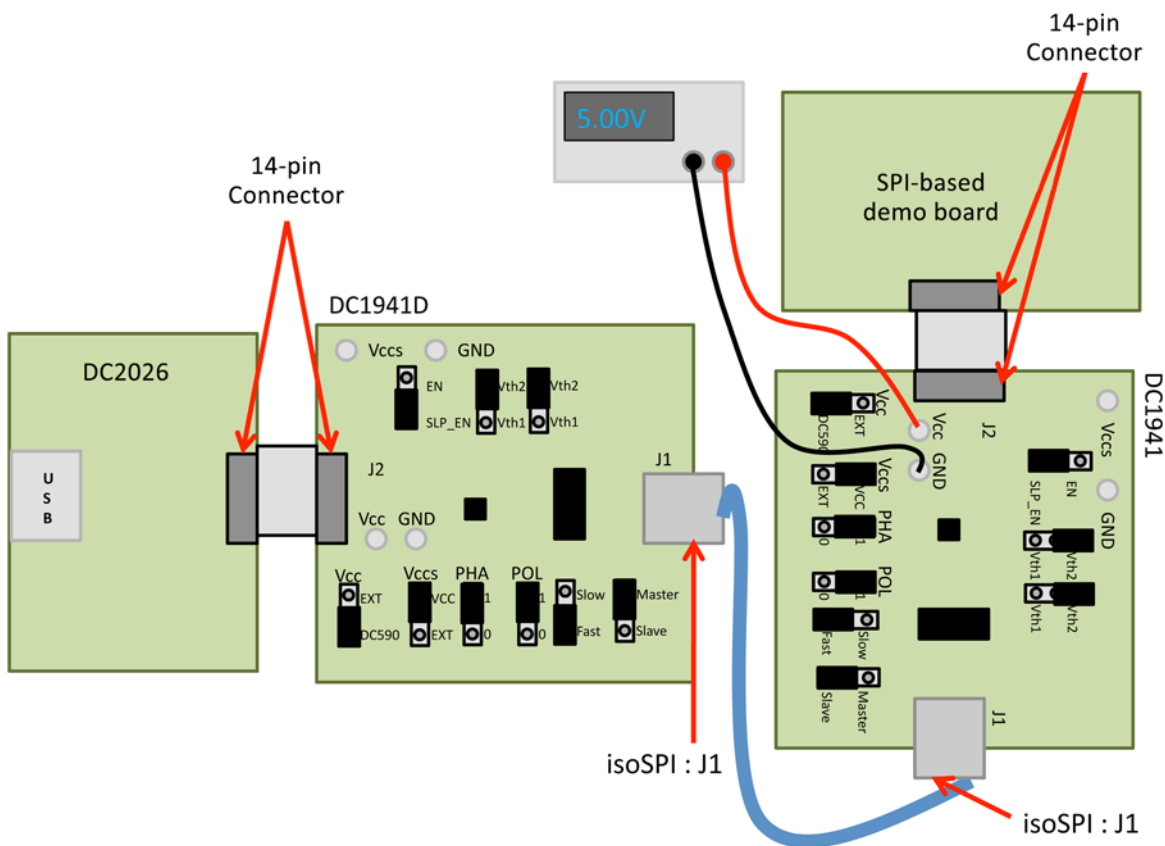 14-pin
Connector
5.00V
SPI-based
demo board
14-pin
Connector
DC2026
USB
DC1941D
Vccs GND
EN Vth2 Vth2
SLP_EN Vth1 Vth1
J2
J1
Vcc GND
Vcc Vccs PHA POL
EXT VCC 1 1 Slow Master
DC590 EXT 0 0 Fast Slave
isoSPI : J1
DC1941
J2
Vcc
DC590 EXT
Vcc
GND
Vccs
EXT VCC
PHA
0 1
POL
0 1
Fast Slow
Slave Master
Vccs
SLP_EN EN
GND
Vth1 Vth2
Vth1 Vth2
J1
isoSPI : J1